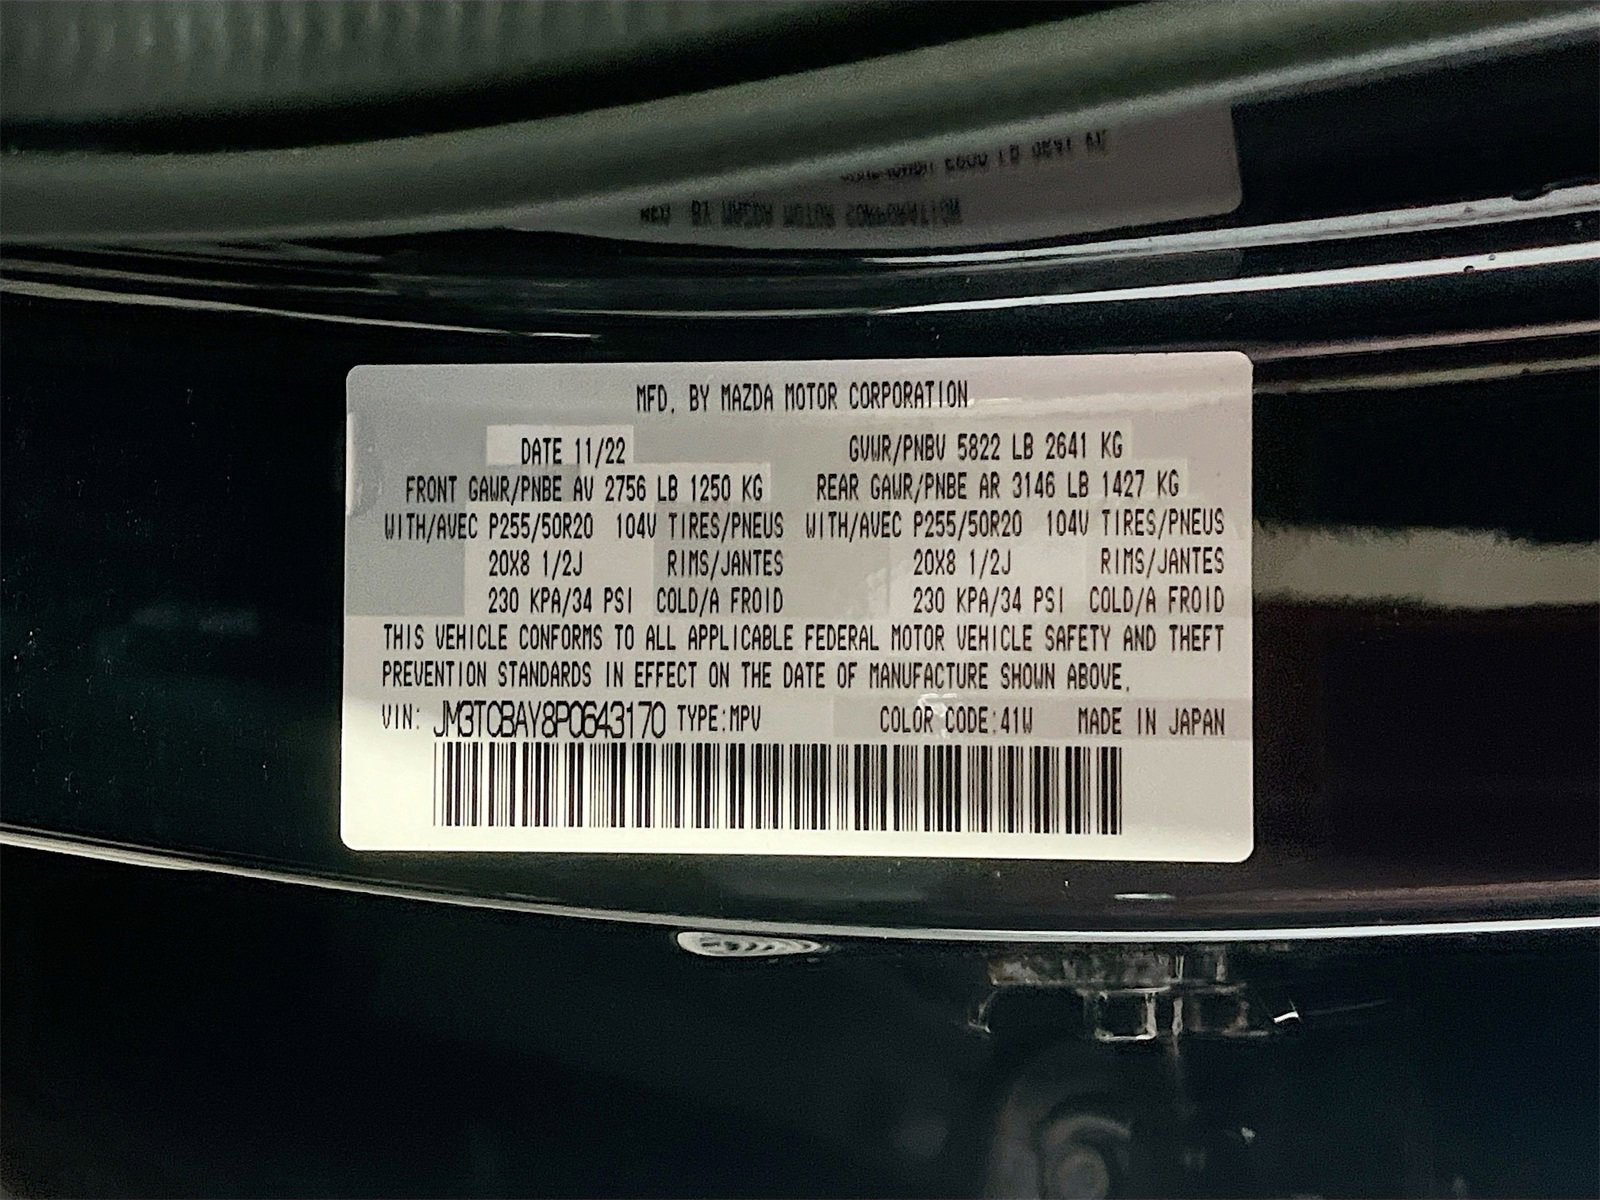 MFD. BY MAZDA MOTOR CORPORATION
DATE 11/22 GVWR/PNBV 5822 LB 2641 KG
FRONT GAWR/PNBE AV 2756 LB 1250 KG REAR GAWR/PNBE AR 3146 LB 1427 KG
WITH/AVEC P255/50R20 104V TIRES/PNEUS WITH/AVEC P255/50R20 104V TIRES/PNEUS
20X8 1/2J RIMS/JANTES 20X8 1/2J RIMS/JANTES
230 KPA/34 PSI COLD/A FROID 230 KPA/34 PSI COLD/A FROID
THIS VEHICLE CONFORMS TO ALL APPLICABLE FEDERAL MOTOR VEHICLE SAFETY AND THEFT
PREVENTION STANDARDS IN EFFECT ON THE DATE OF MANUFACTURE SHOWN ABOVE.
VIN: JM3TCBAY8P0643170 TYPE:MPV COLOR CODE:41W MADE IN JAPAN